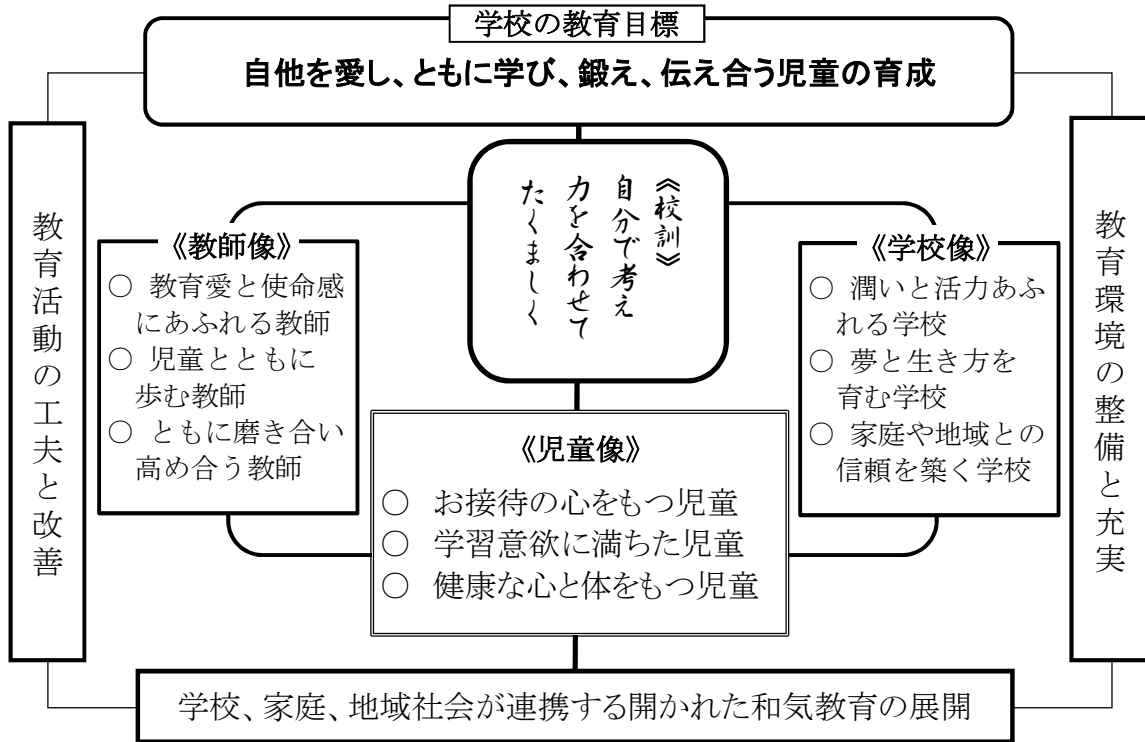 学校の教育目標
自他を愛し、ともに学び、鍛え、伝え合う児童の育成
教育活動の工夫と改善
《校訓》
自分で考え
力を合わせて
たくましく
教育環境の整備と充実
《教師像》
○ 教育愛と使命感
にあふれる教師
○ 児童とともに
歩む教師
○ ともに磨き合い
高め合う教師
《学校像》
○ 潤いと活力あふ
れる学校
○ 夢と生き方を
育む学校
○ 家庭や地域との
信頼を築く学校
《児童像》
○ お接待の心をもつ児童
○ 学習意欲に満ちた児童
○ 健康な心と体をもつ児童
学校、家庭、地域社会が連携する開かれた和気教育の展開